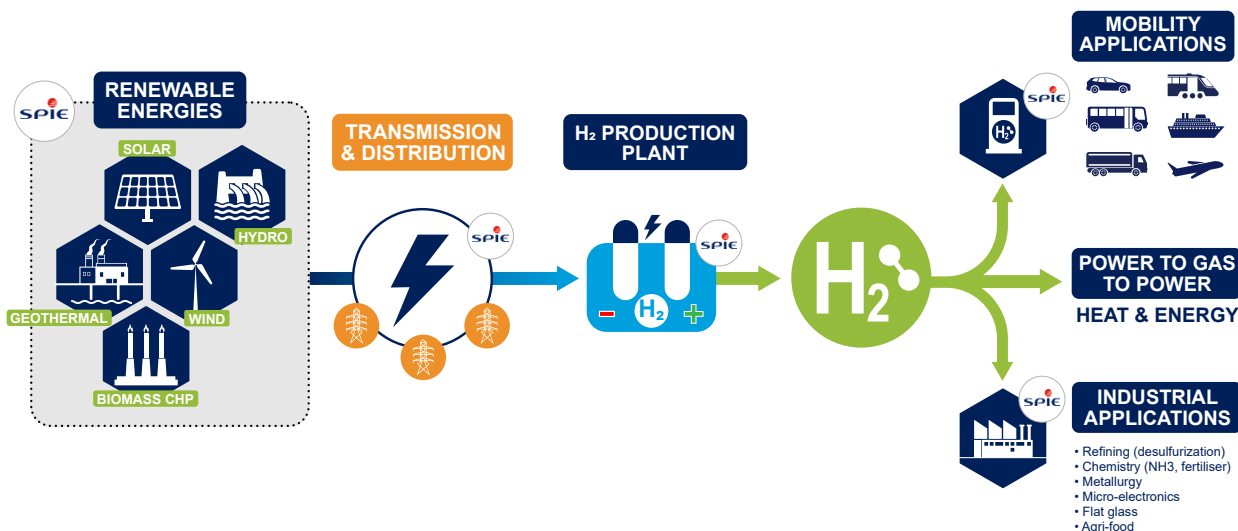 SPIE
RENEWABLE
ENERGIES
SOLAR
HYDRO
GEOTHERMAL
WIND
BIOMASS CHP
TRANSMISSION
& DISTRIBUTION
SPIE
H₂ PRODUCTION
PLANT
SPIE
H₂
H₂
H₂
SPIE
MOBILITY
APPLICATIONS
POWER TO GAS
TO POWER
HEAT & ENERGY
SPIE
INDUSTRIAL
APPLICATIONS
• Refining (desulfurization)
• Chemistry (NH3, fertiliser)
• Metallurgy
• Micro-electronics
• Flat glass
• Agri-food